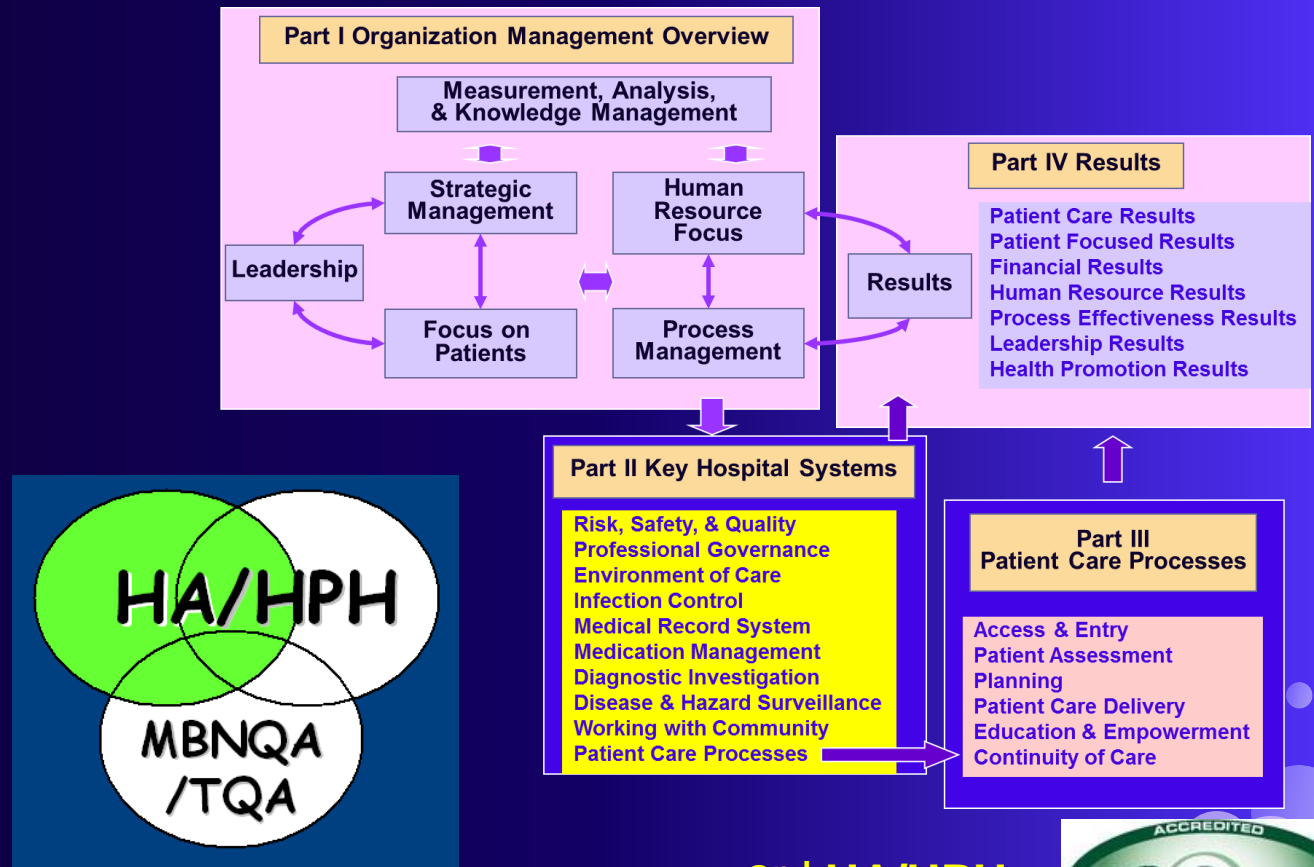 Part I Organization Management Overview
Measurement, Analysis,
& Knowledge Management
Strategic
Management
Human
Resource
Focus
Leadership
Focus on
Patients
Process
Management
Results
Part IV Results
Patient Care Results
Patient Focused Results
Financial Results
Human Resource Results
Process Effectiveness Results
Leadership Results
Health Promotion Results
Part II Key Hospital Systems
Risk, Safety, & Quality
Professional Governance
Environment of Care
Infection Control
Medical Record System
Medication Management
Diagnostic Investigation
Disease & Hazard Surveillance
Working with Community
Patient Care Processes
Part III
Patient Care Processes
Access & Entry
Patient Assessment
Planning
Patient Care Delivery
Education & Empowerment
Continuity of Care
HA/HPH
MBNQA
/TQA
HA/HPH
ACCREDITED